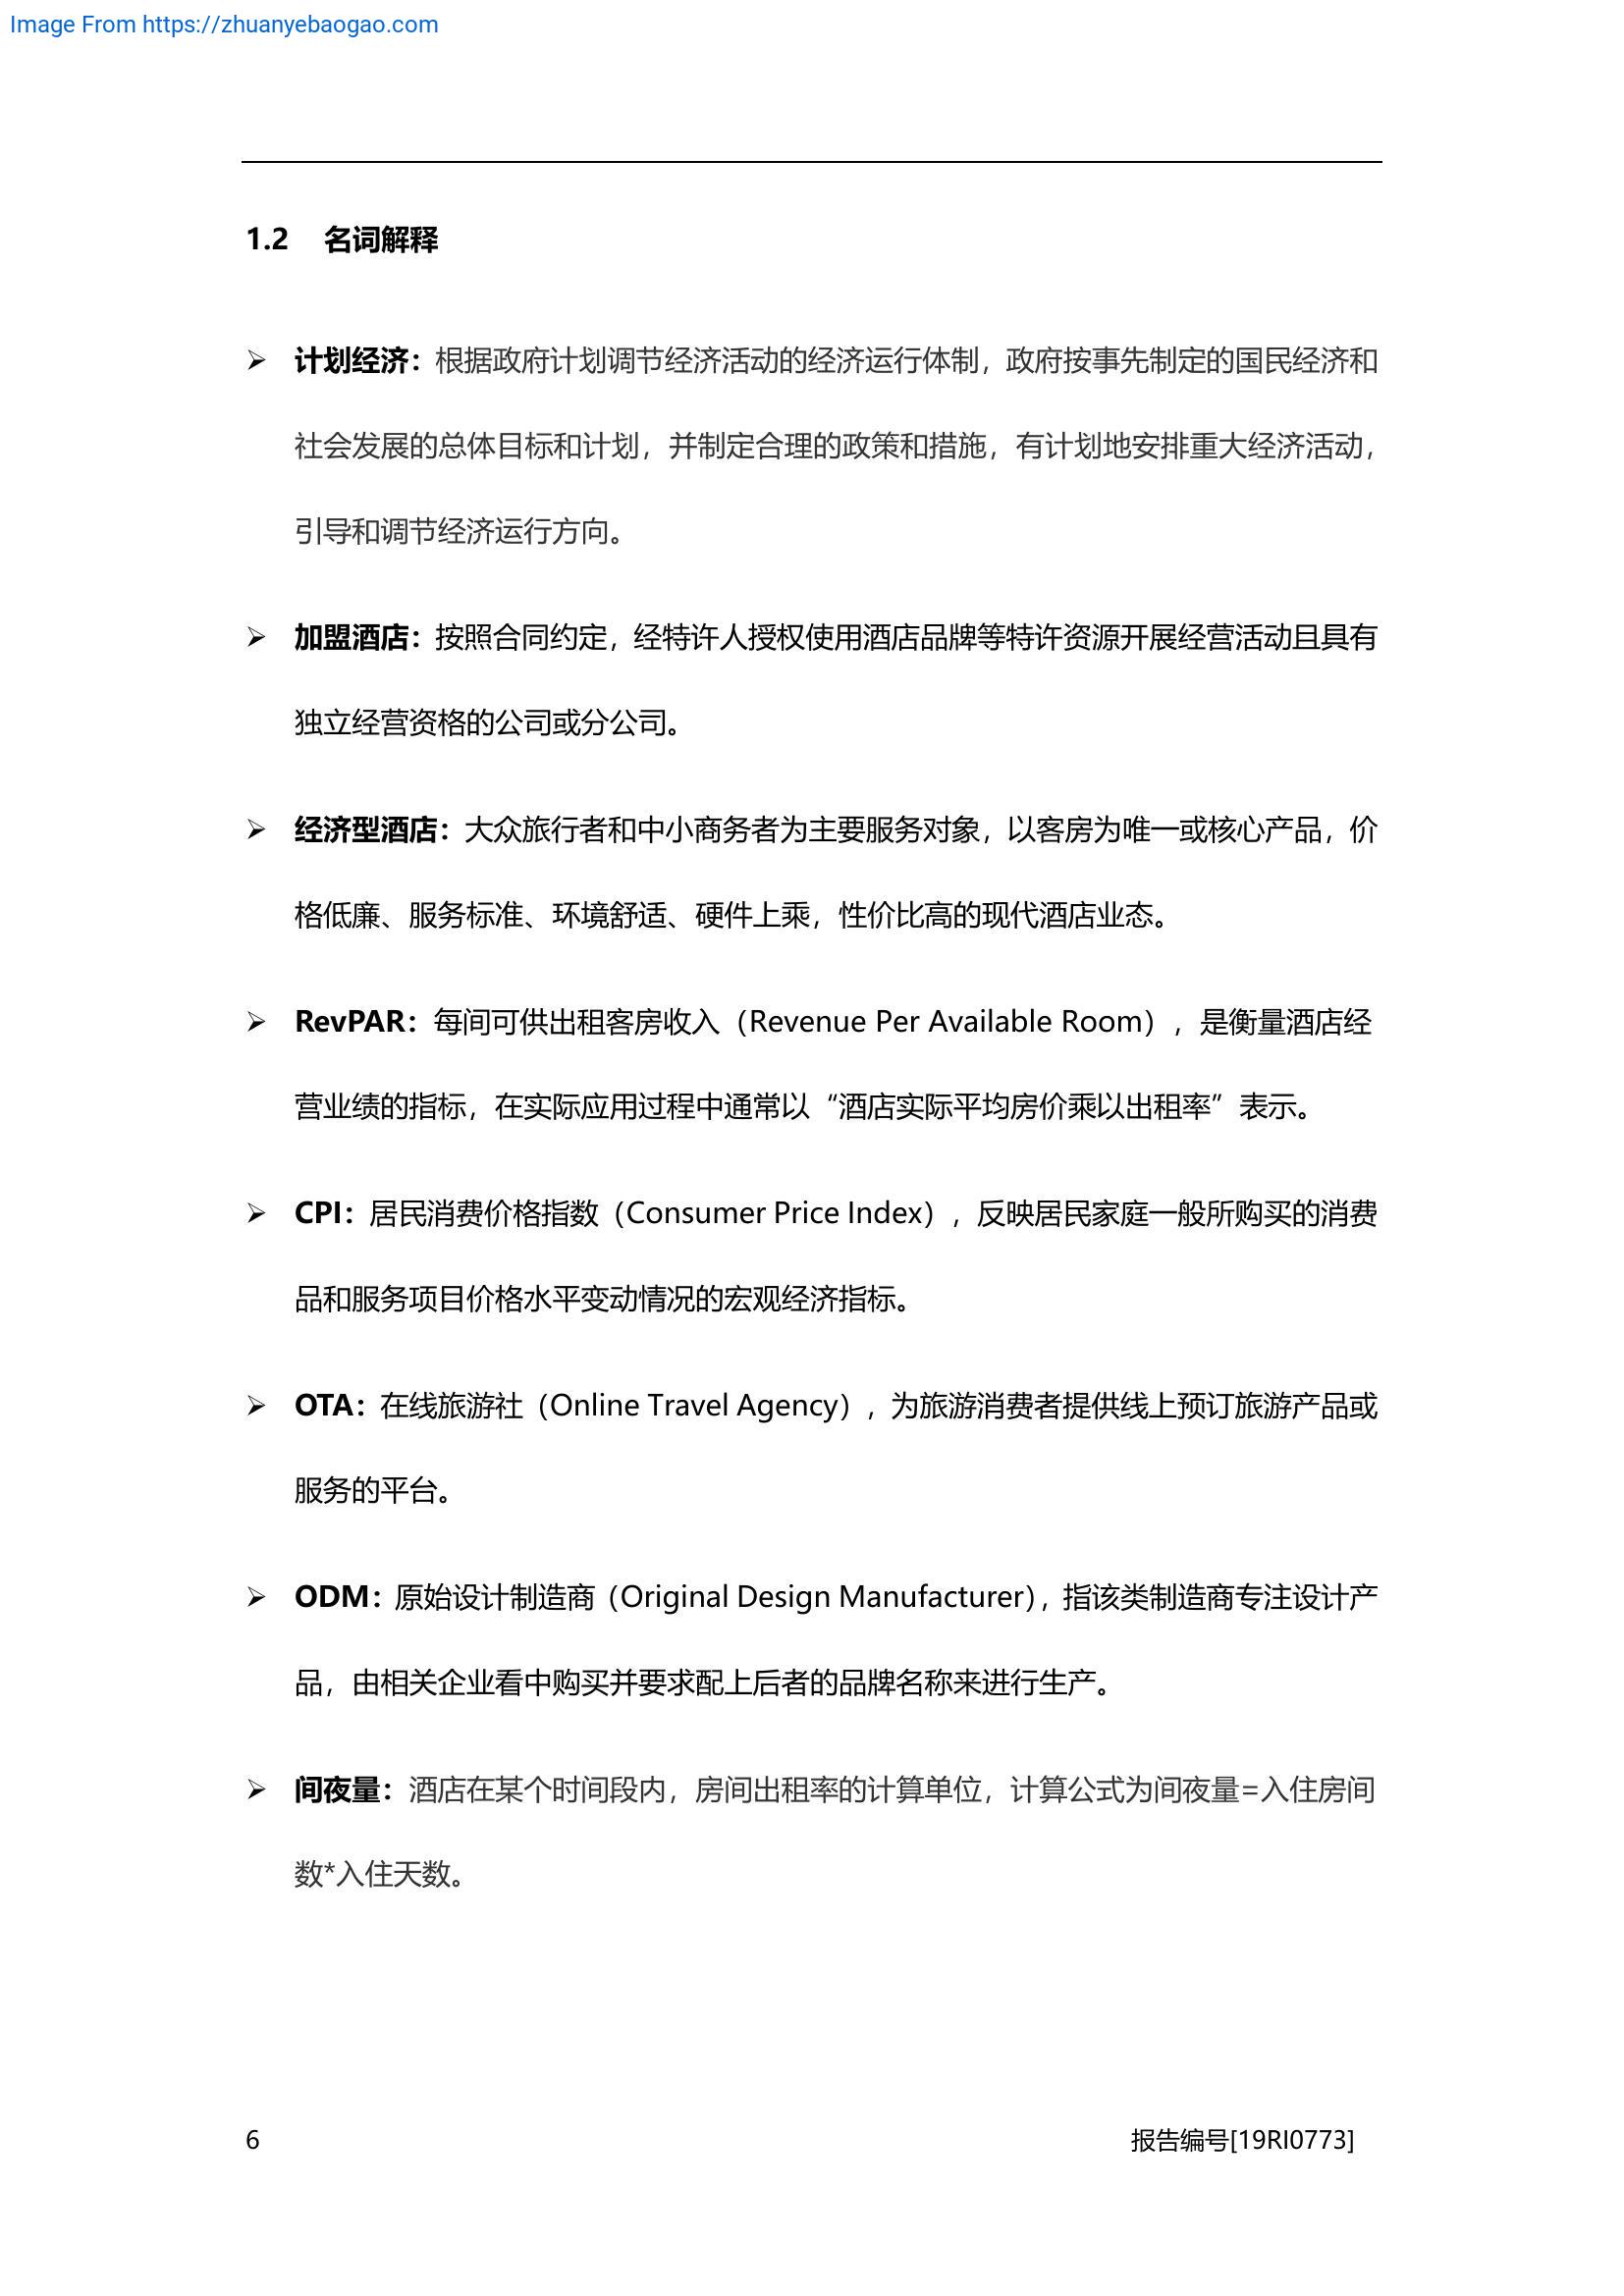 Image From https://zhuanyebaogao.com
1.2 名词解释
➢ 计划经济：根据政府计划调节经济活动的经济运行体制，政府按事先制定的国民经济和
社会发展的总体目标和计划，并制定合理的政策和措施，有计划地安排重大经济活动，
引导和调节经济运行方向。
➢ 加盟酒店：按照合同约定，经特许人授权使用酒店品牌等特许资源开展经营活动且具有
独立经营资格的公司或分公司。
➢ 经济型酒店：大众旅行者和中小商务者为主要服务对象，以客房为唯一或核心产品，价
格低廉、服务标准、环境舒适、硬件上乘，性价比高的现代酒店业态。
➢ RevPAR：每间可供出租客房收入（Revenue Per Available Room），是衡量酒店经
营业绩的指标，在实际应用过程中通常以“酒店实际平均房价乘以出租率”表示。
➢ CPI：居民消费价格指数（Consumer Price Index），反映居民家庭一般所购买的消费
品和服务项目价格水平变动情况的宏观经济指标。
➢ OTA：在线旅游社（Online Travel Agency），为旅游消费者提供线上预订旅游产品或
服务的平台。
➢ ODM：原始设计制造商（Original Design Manufacturer），指该类制造商专注设计产
品，由相关企业看中购买并要求配上后者的品牌名称来进行生产。
➢ 间夜量：酒店在某个时间段内，房间出租率的计算单位，计算公式为间夜量=入住房间
数*入住天数。
6 报告编号[19RI0773]